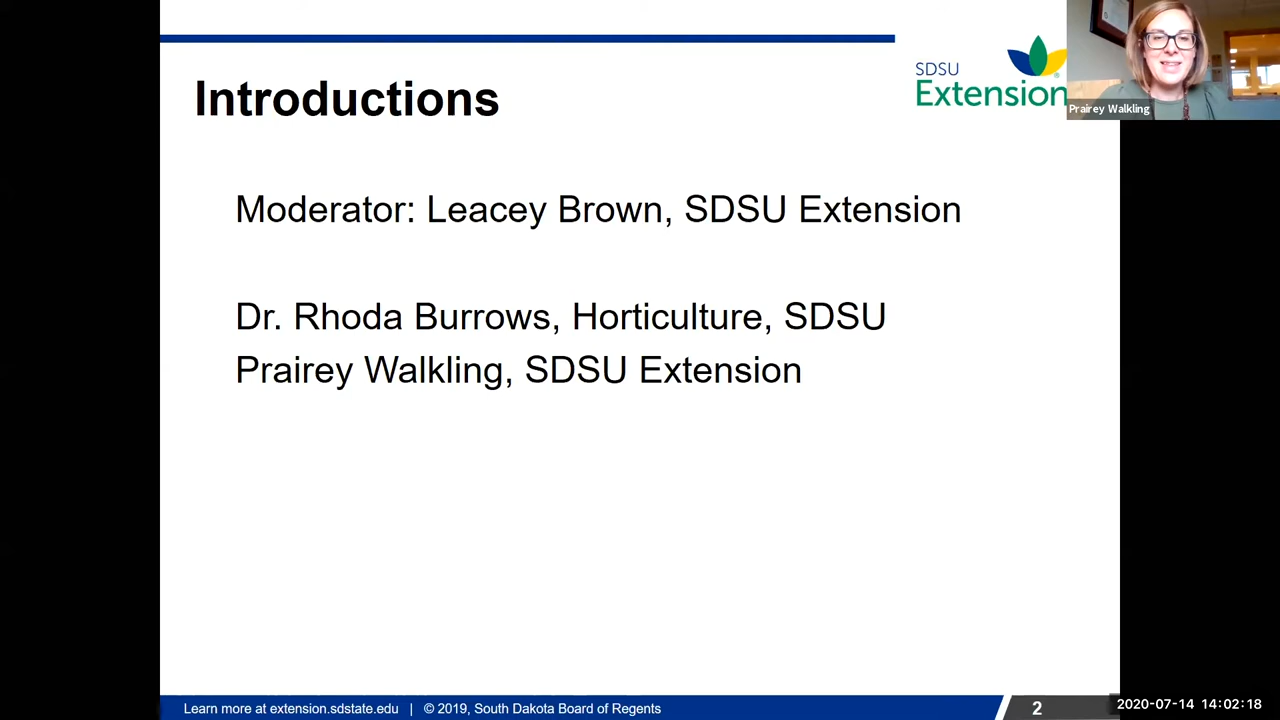 Introductions
SDSU
Extension
Prairey Walkling
Moderator: Leacey Brown, SDSU Extension
Dr. Rhoda Burrows, Horticulture, SDSU
Prairey Walkling, SDSU Extension
Learn more at extension.sdstate.edu | © 2019, South Dakota Board of Regents
2
2020-07-14 14:02:18